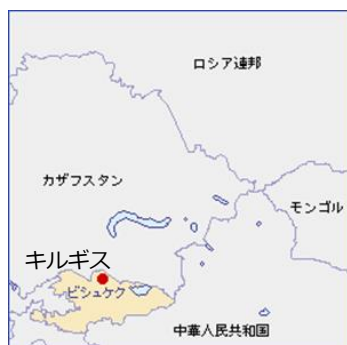 ロシア連邦
カザフスタン
モンゴル
キルギス
ビシュケク
中華人民共和国